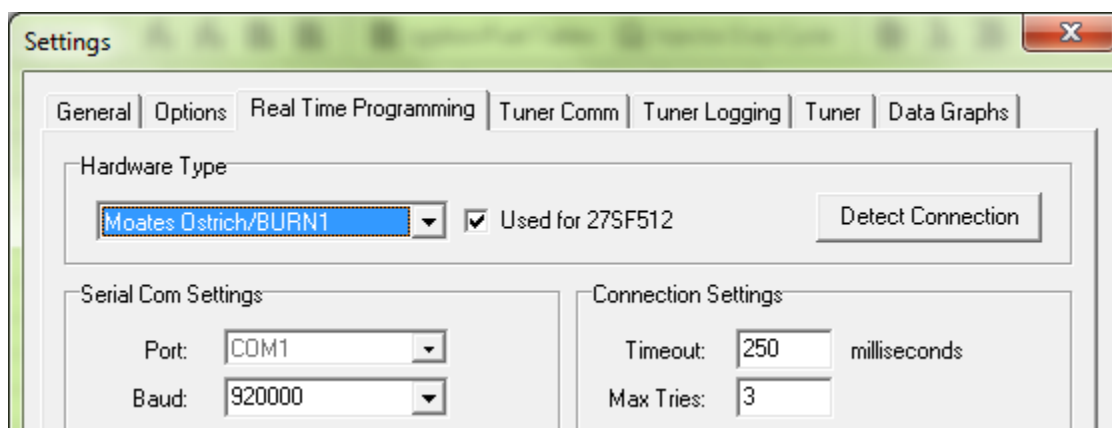 Settings
General Options Real Time Programming Tuner Comm Tuner Logging Tuner Data Graphs
Hardware Type
Moates Ostrich/BURN1 Used for 27SF512 Detect Connection
Serial Com Settings
Port: COM1
Baud: 920000
Connection Settings
Timeout: 250 milliseconds
Max Tries: 3